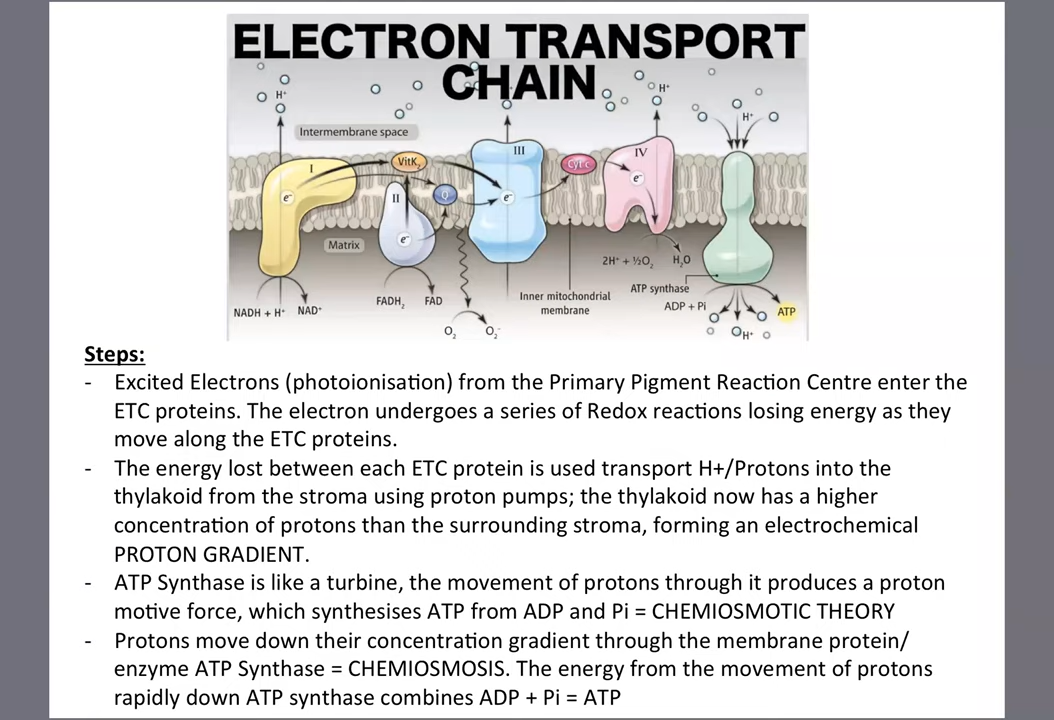 ELECTRON TRANSPORT
CHAIN
H⁺
H⁺
H⁺
Intermembrane space
I
VitK₂
II
Q
III
Cyt c
IV
e⁻
e⁻
e⁻
e⁻
Matrix
2H⁺ + ½O₂
H₂O
ATP synthase
ADP + Pi
ATP
NADH + H⁺
NAD⁺
FADH₂
FAD
Inner mitochondrial
membrane
O₂
O₂⁻
H⁺
Steps:
- Excited Electrons (photoionisation) from the Primary Pigment Reaction Centre enter the
ETC proteins. The electron undergoes a series of Redox reactions losing energy as they
move along the ETC proteins.
- The energy lost between each ETC protein is used transport H+/Protons into the
thylakoid from the stroma using proton pumps; the thylakoid now has a higher
concentration of protons than the surrounding stroma, forming an electrochemical
PROTON GRADIENT.
- ATP Synthase is like a turbine, the movement of protons through it produces a proton
motive force, which synthesises ATP from ADP and Pi = CHEMIOSMOTIC THEORY
- Protons move down their concentration gradient through the membrane protein/
enzyme ATP Synthase = CHEMIOSMOSIS. The energy from the movement of protons
rapidly down ATP synthase combines ADP + Pi = ATP